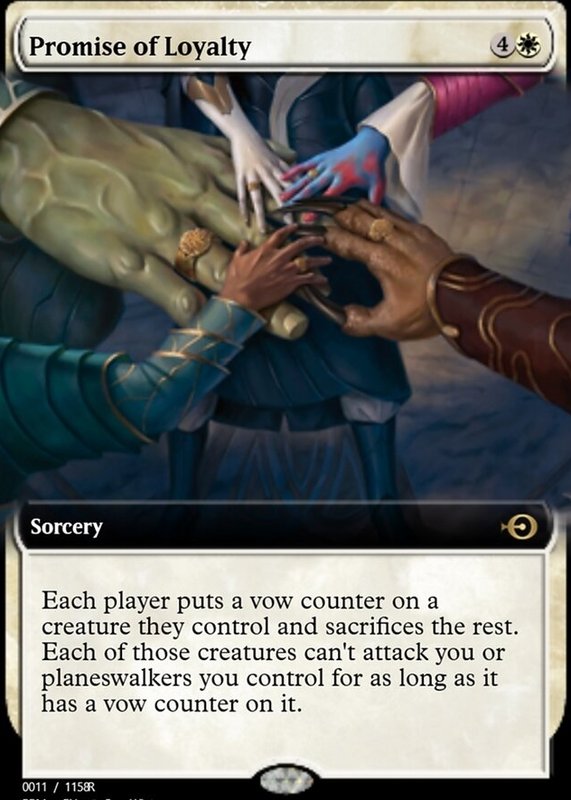 Promise of Loyalty 4
Sorcery
Each player puts a vow counter on a
creature they control and sacrifices the rest.
Each of those creatures can't attack you or
planeswalkers you control for as long as it
has a vow counter on it.
0011 / 1158R